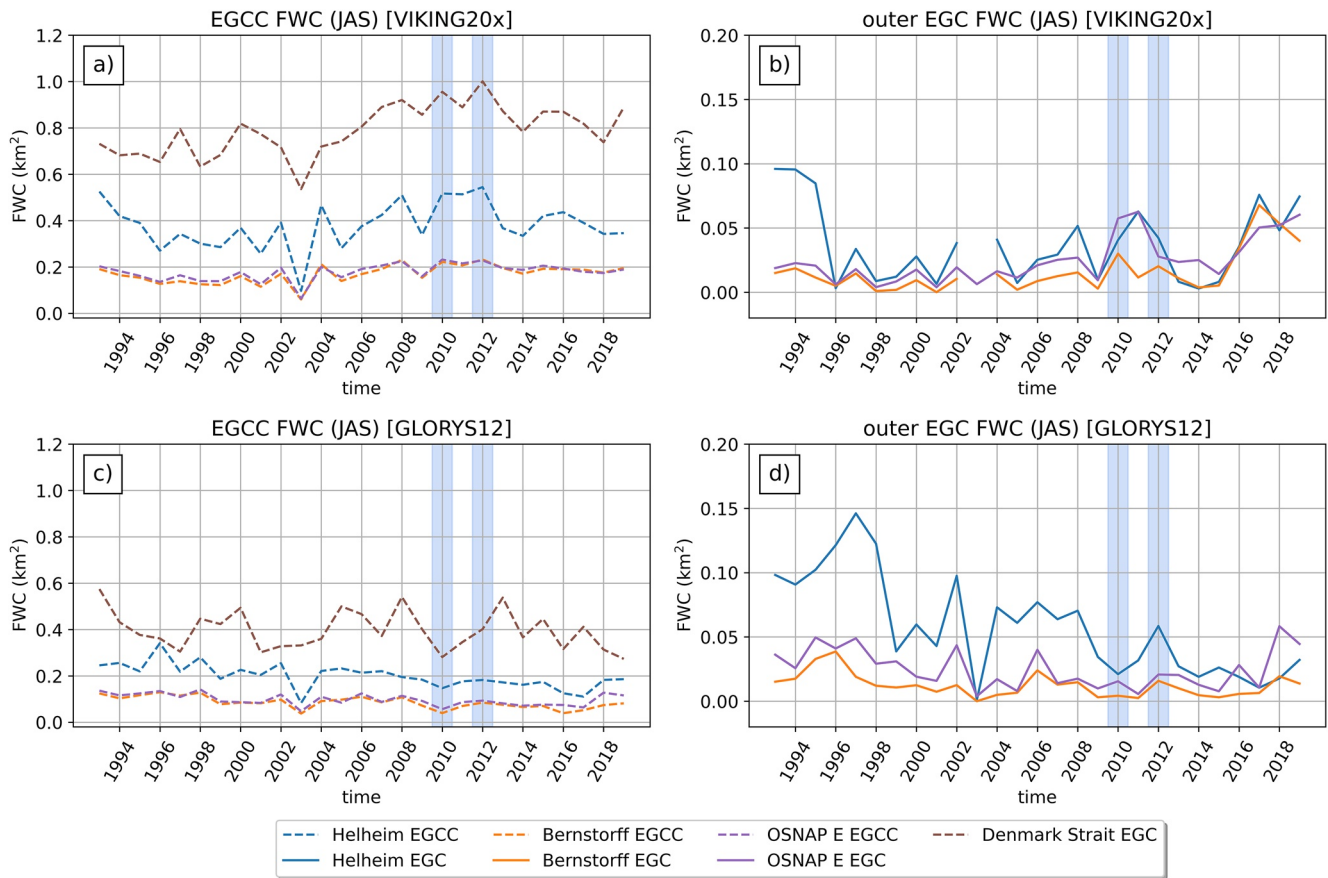 EGCC FWC (JAS) [VIKING20x]
a)
FWC (km²)
1.2
1.0
0.8
0.6
0.4
0.2
0.0
1994 1996 1998 2000 2002 2004 2006 2008 2010 2012 2014 2016 2018
time
outer EGC FWC (JAS) [VIKING20x]
b)
FWC (km²)
0.20
0.15
0.10
0.05
0.00
1994 1996 1998 2000 2002 2004 2006 2008 2010 2012 2014 2016 2018
time
EGCC FWC (JAS) [GLORYS12]
c)
FWC (km²)
1.2
1.0
0.8
0.6
0.4
0.2
0.0
1994 1996 1998 2000 2002 2004 2006 2008 2010 2012 2014 2016 2018
time
outer EGC FWC (JAS) [GLORYS12]
d)
FWC (km²)
0.20
0.15
0.10
0.05
0.00
1994 1996 1998 2000 2002 2004 2006 2008 2010 2012 2014 2016 2018
time
Helheim EGCC Bernstorff EGCC OSNAP E EGCC Denmark Strait EGC
Helheim EGC Bernstorff EGC OSNAP E EGC